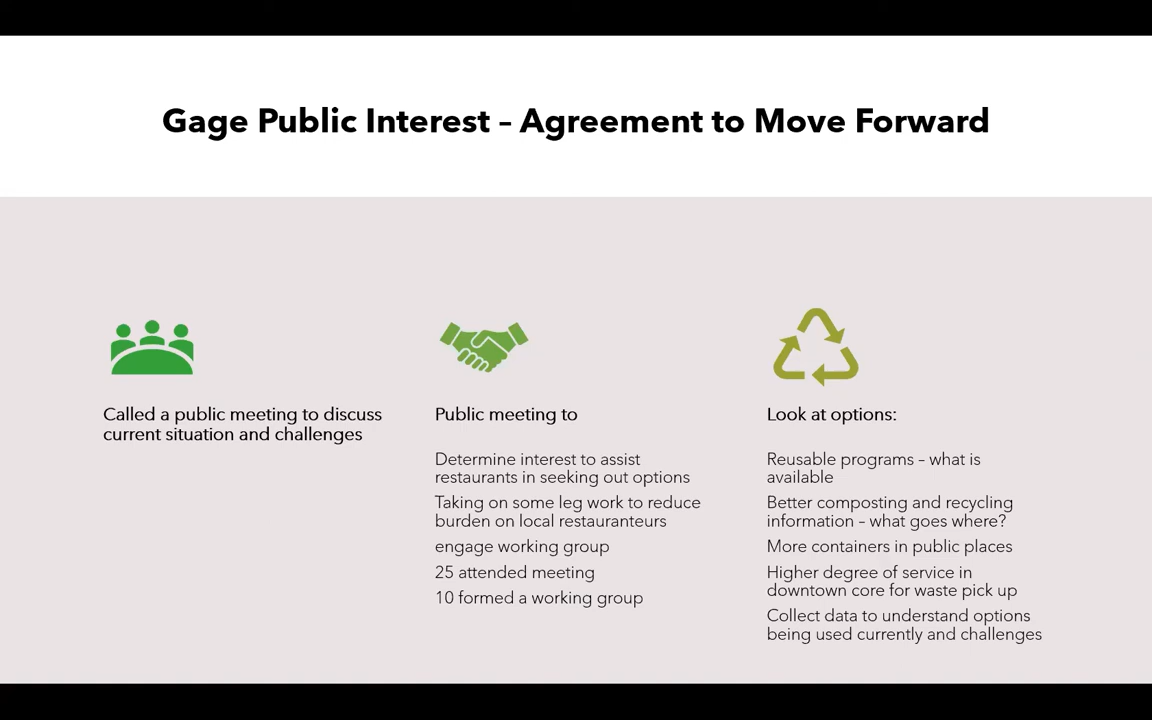 Gage Public Interest – Agreement to Move Forward
Called a public meeting to discuss
current situation and challenges
Public meeting to
Determine interest to assist
restaurants in seeking out options
Taking on some leg work to reduce
burden on local restauranteurs
engage working group
25 attended meeting
10 formed a working group
Look at options:
Reusable programs – what is
available
Better composting and recycling
information – what goes where?
More containers in public places
Higher degree of service in
downtown core for waste pick up
Collect data to understand options
being used currently and challenges